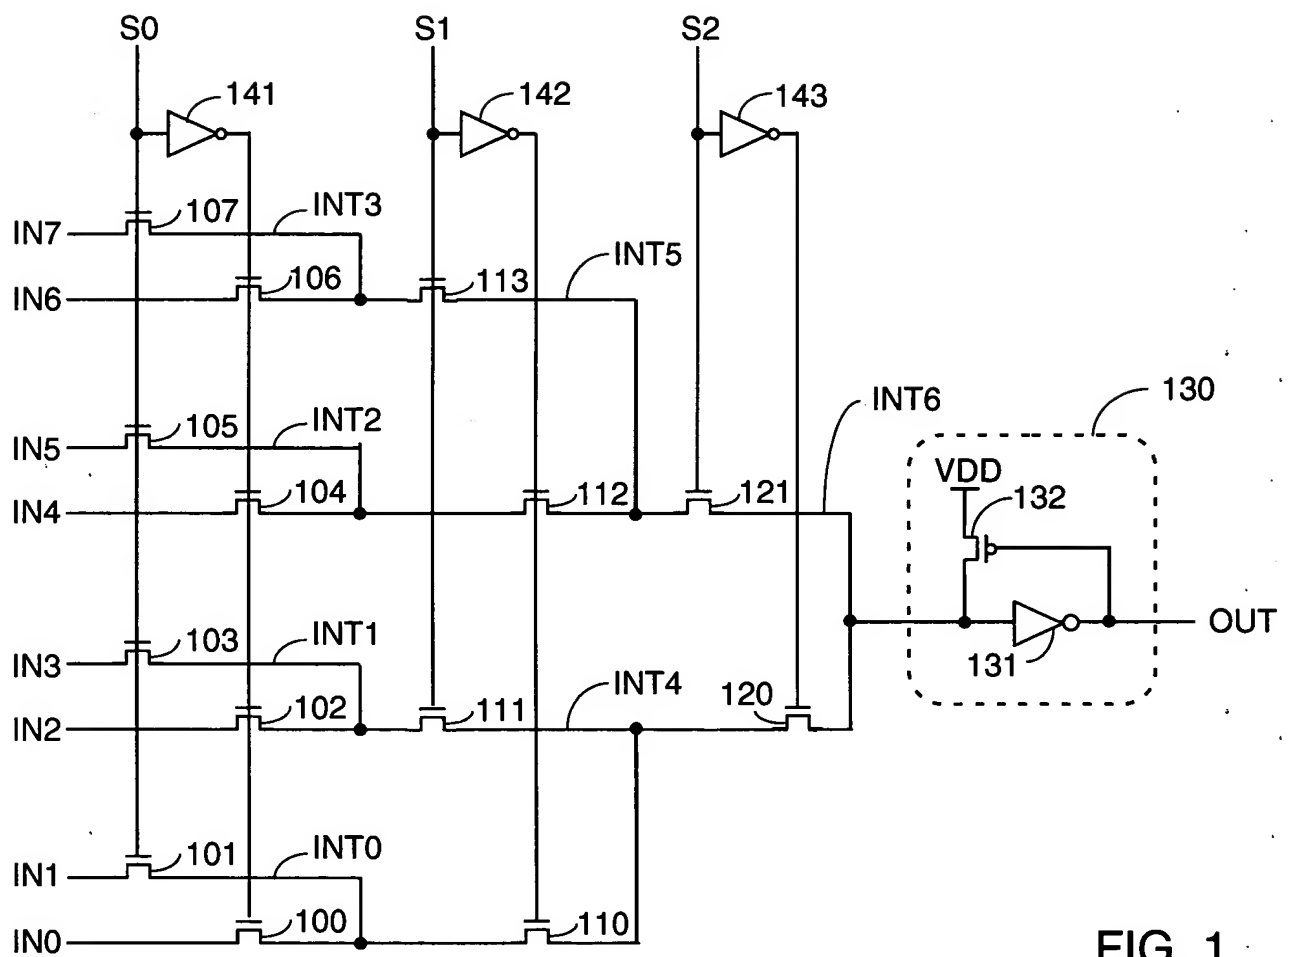 S0 S1 S2
141 142 143
IN7 107 INT3
IN6 106 113 INT5
IN5 105 INT2 INT6 130
IN4 104 112 121 VDD 132
IN3 103 INT1 131 OUT
IN2 102 111 INT4 120
IN1 101 INT0
IN0 100 110
FIG. 1